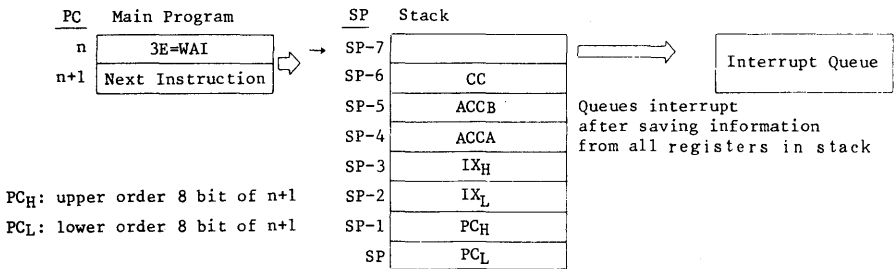 PC Main Program SP Stack
n 3E=WAI → SP-7
n+1 Next Instruction SP-6 CC
Interrupt Queue
SP-5 ACCB
SP-4 ACCA
SP-3 IXH
SP-2 IXL
SP-1 PCH
SP PCL
Queues interrupt
after saving information
from all registers in stack
PCH: upper order 8 bit of n+1
PCL: lower order 8 bit of n+1